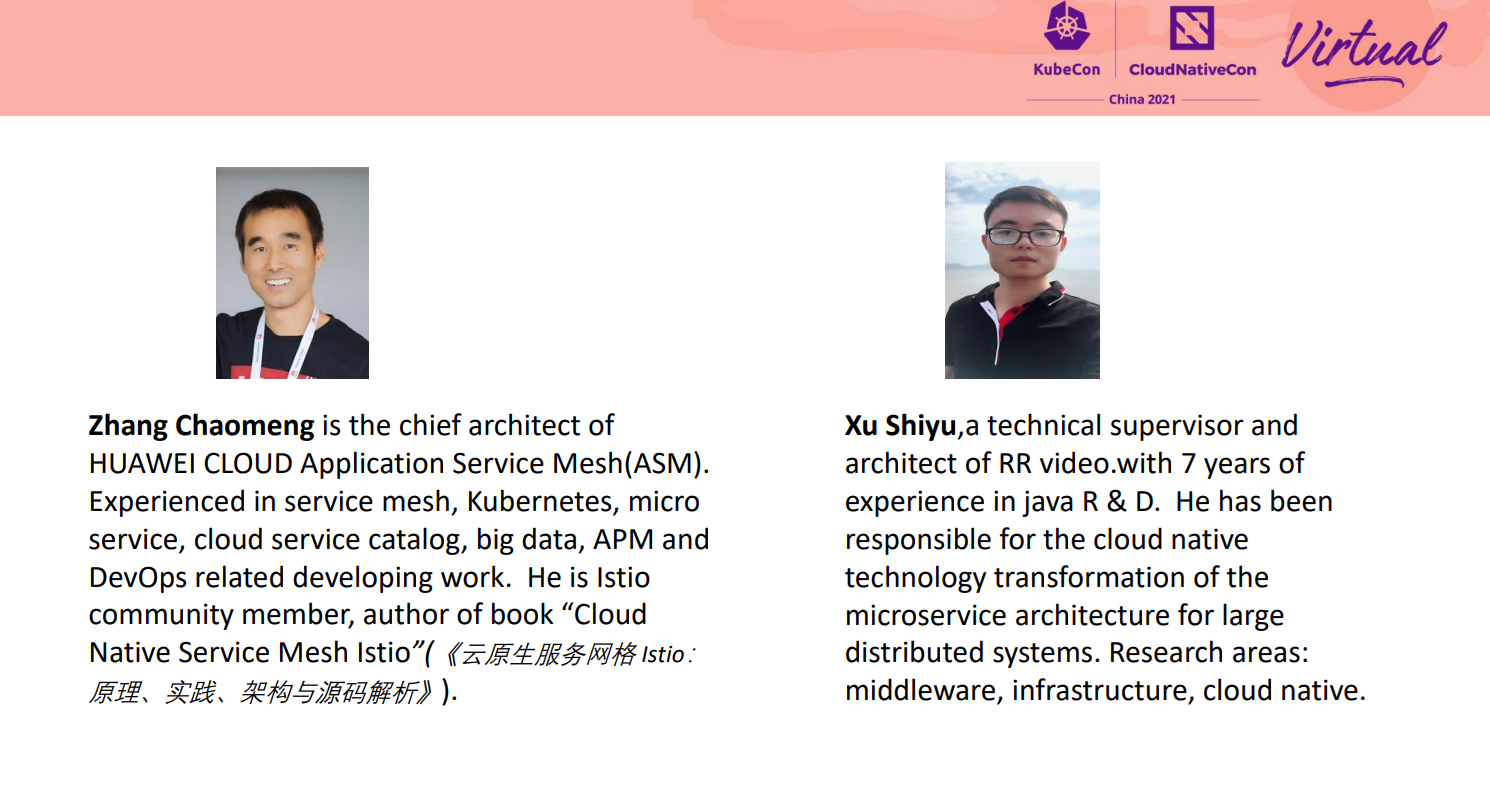 KubeCon
CloudNativeCon
China 2021
Virtual
Zhang Chaomeng is the chief architect of
HUAWEI CLOUD Application Service Mesh(ASM).
Experienced in service mesh, Kubernetes, micro
service, cloud service catalog, big data, APM and
DevOps related developing work.  He is Istio
community member, author of book “Cloud
Native Service Mesh Istio”(《云原生服务网格 Istio：
原理、实践、架构与源码解析》).
Xu Shiyu,a technical supervisor and
architect of RR video.with 7 years of
experience in java R & D.  He has been
responsible for the cloud native
technology transformation of the
microservice architecture for large
distributed systems. Research areas:
middleware, infrastructure, cloud native.